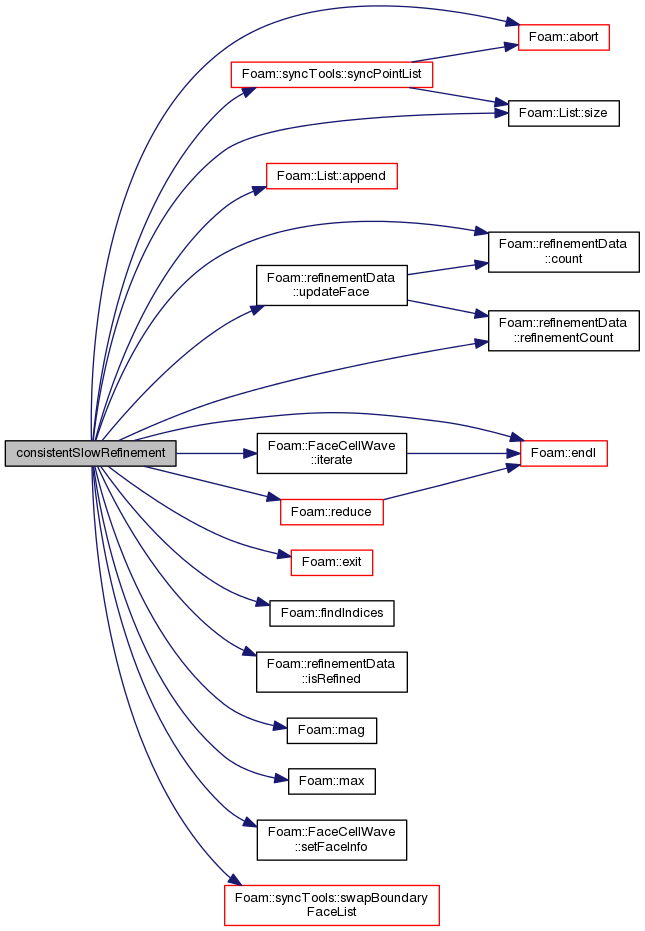 Foam::abort
Foam::syncTools::syncPointList
Foam::List::size
Foam::List::append
Foam::refinementData
::count
Foam::refinementData
::updateFace
Foam::refinementData
::refinementCount
consistentSlowRefinement
Foam::FaceCellWave
::iterate
Foam::endl
Foam::reduce
Foam::exit
Foam::findIndices
Foam::refinementData
::isRefined
Foam::mag
Foam::max
Foam::FaceCellWave
::setFaceInfo
Foam::syncTools::swapBoundary
FaceList